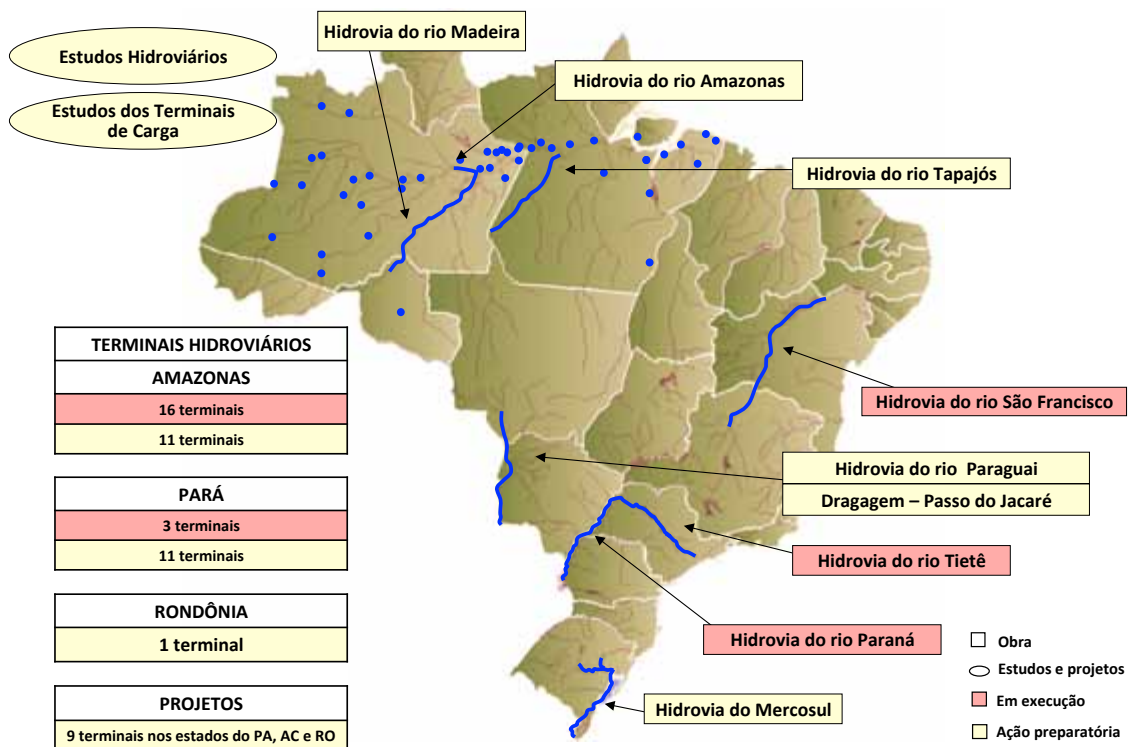 Hidrovia do rio Madeira
Estudos Hidroviários
Hidrovia do rio Amazonas
Estudos dos Terminais
de Carga
Hidrovia do rio Tapajós
TERMINAIS HIDROVIÁRIOS
AMAZONAS
16 terminais
11 terminais
Hidrovia do rio São Francisco
Hidrovia do rio Paraguai
Dragagem – Passo do Jacaré
PARÁ
3 terminais
11 terminais
Hidrovia do rio Tietê
RONDÔNIA
1 terminal
Hidrovia do rio Paraná
PROJETOS
9 terminais nos estados do PA, AC e RO
Hidrovia do Mercosul
Obra
Estudos e projetos
Em execução
Ação preparatória